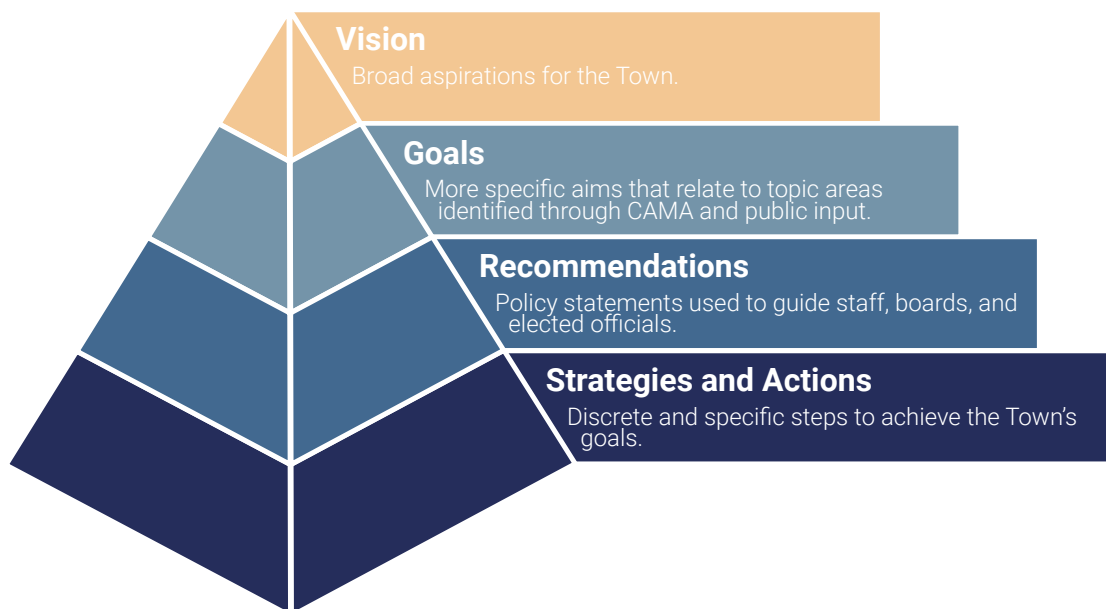 Vision
Broad aspirations for the Town.
Goals
More specific aims that relate to topic areas
identified through CAMA and public input.
Recommendations
Policy statements used to guide staff, boards, and
elected officials.
Strategies and Actions
Discrete and specific steps to achieve the Town’s
goals.